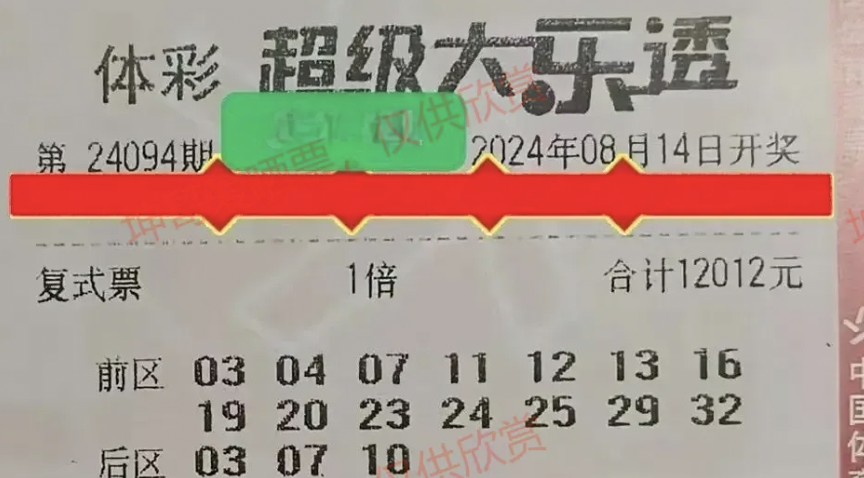 体彩 超级大乐透
第 24094期 2024年08月14日开奖
复式票 1倍 合计12012元
前区 03 04 07 11 12 13 16
19 20 23 24 25 29 32
后区 03 07 10
仅供欣赏
仅供欣赏
中国体